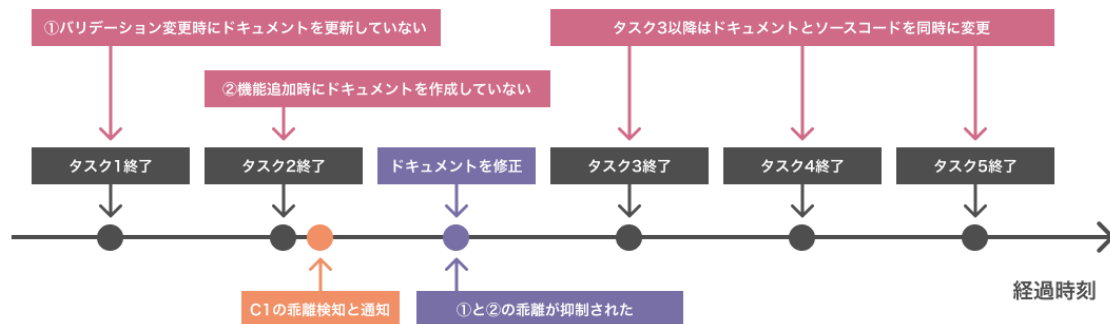 ①バリデーション変更時にドキュメントを更新していない
タスク3以降はドキュメントとソースコードを同時に変更
②機能追加時にドキュメントを作成していない
タスク1終了
タスク2終了
ドキュメントを修正
タスク3終了
タスク4終了
タスク5終了
C1の乖離検知と通知
①と②の乖離が抑制された
経過時刻